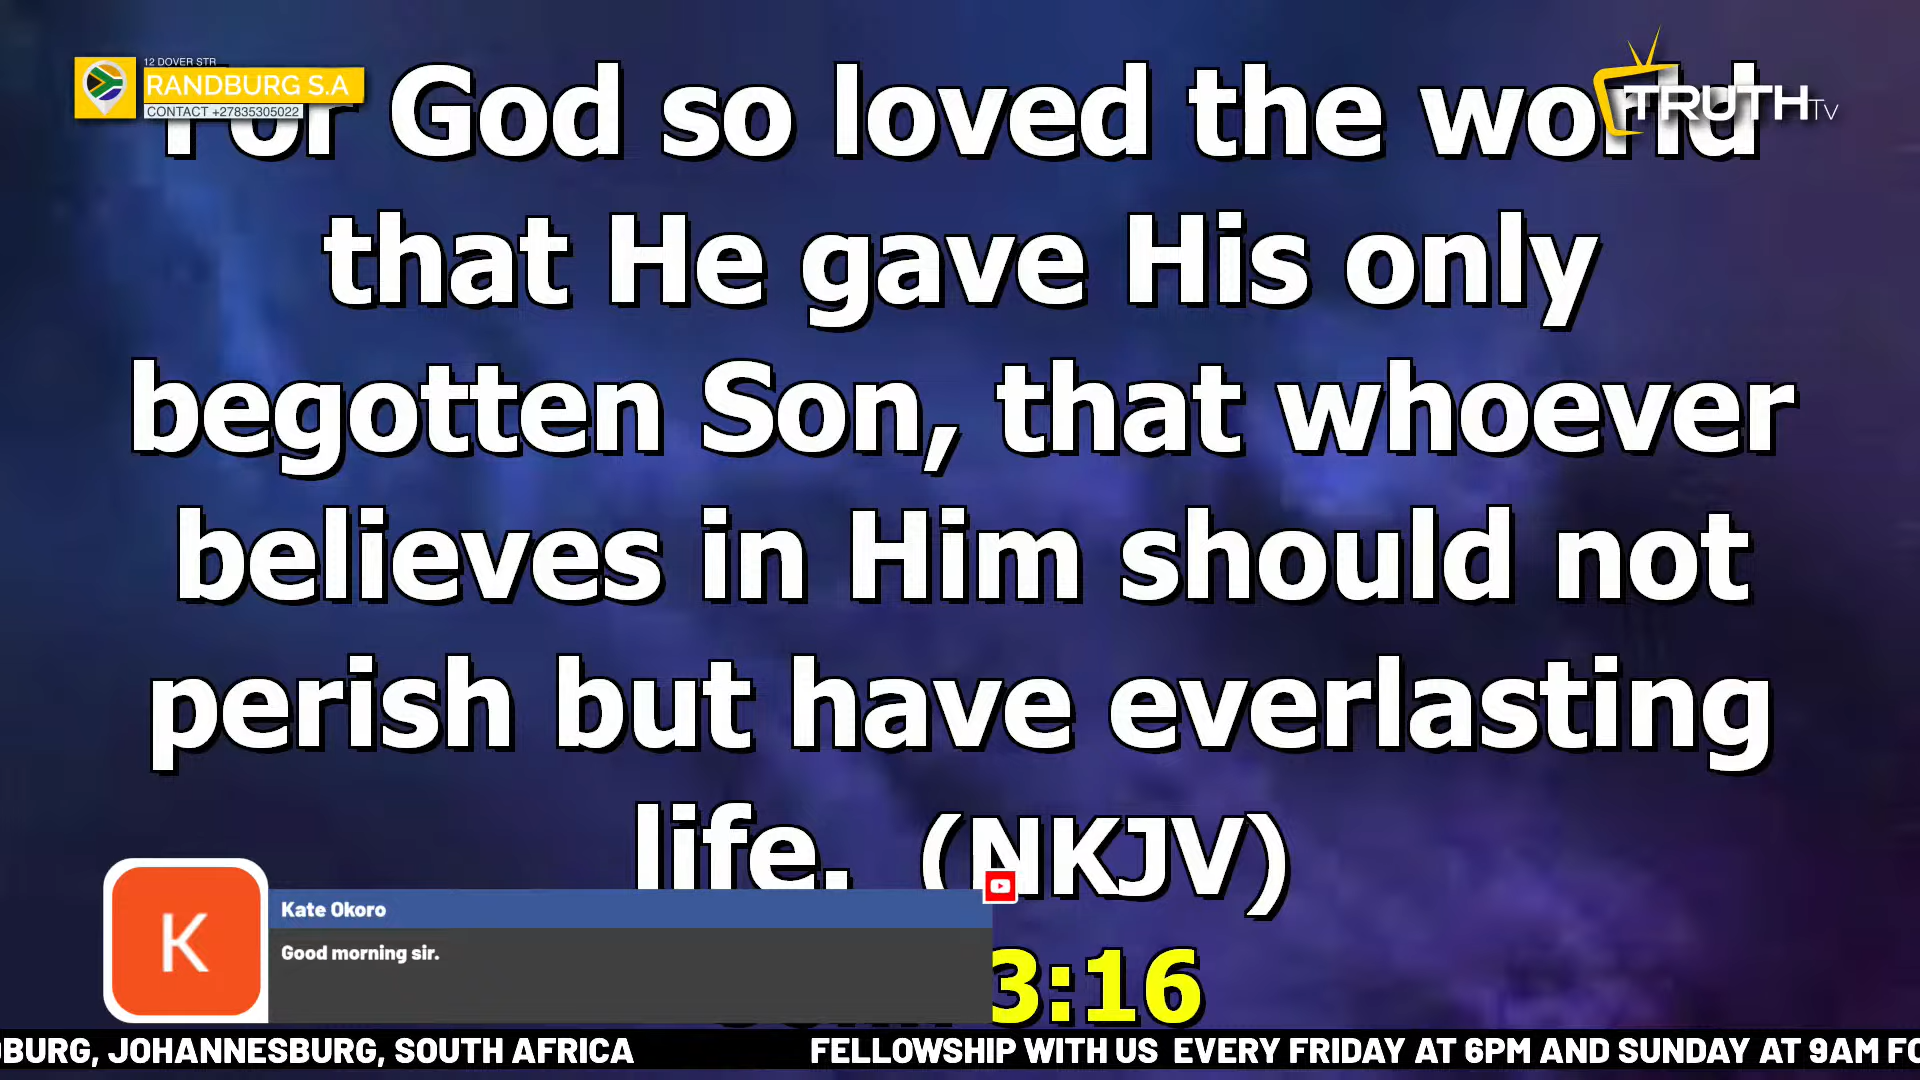 12 DOVER STR
RANDBURG S.A
CONTACT +27835305022
TRUTH TV
For God so loved the world
that He gave His only
begotten Son, that whoever
believes in Him should not
perish but have everlasting
life. (NKJV)
3:16
Kate Okoro
Good morning sir.
K
DBURG, JOHANNESBURG, SOUTH AFRICA FELLOWSHIP WITH US EVERY FRIDAY AT 6PM AND SUNDAY AT 9AM FO